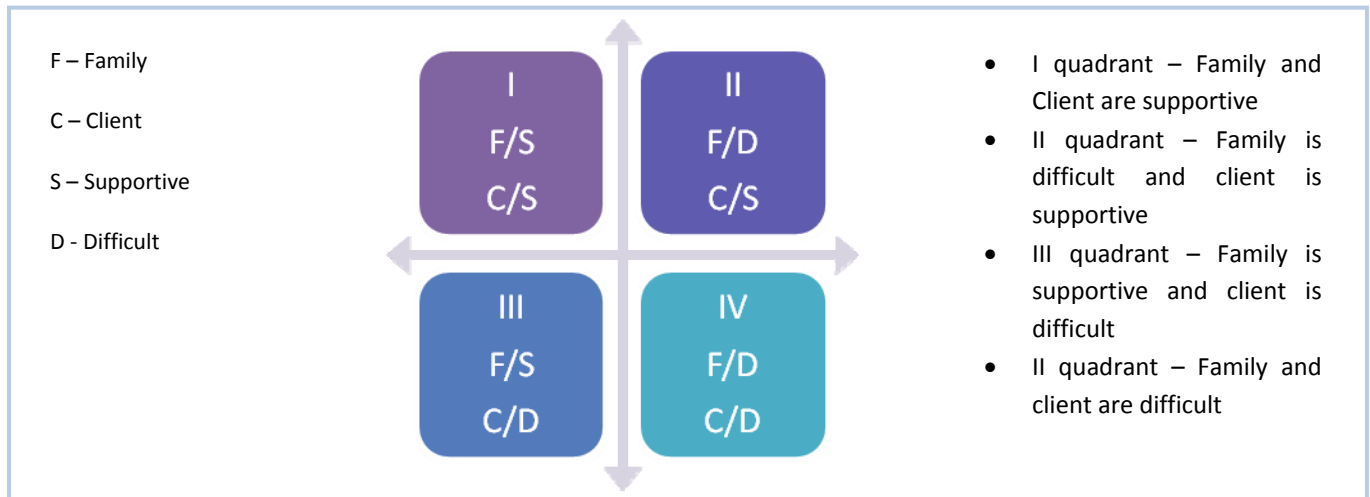 F – Family
C – Client
S – Supportive
D - Difficult
I
F/S
C/S
II
F/D
C/S
III
F/S
C/D
IV
F/D
C/D
• I quadrant – Family and
Client are supportive
• II quadrant – Family is
difficult and client is
supportive
• III quadrant – Family is
supportive and client is
difficult
• II quadrant – Family and
client are difficult